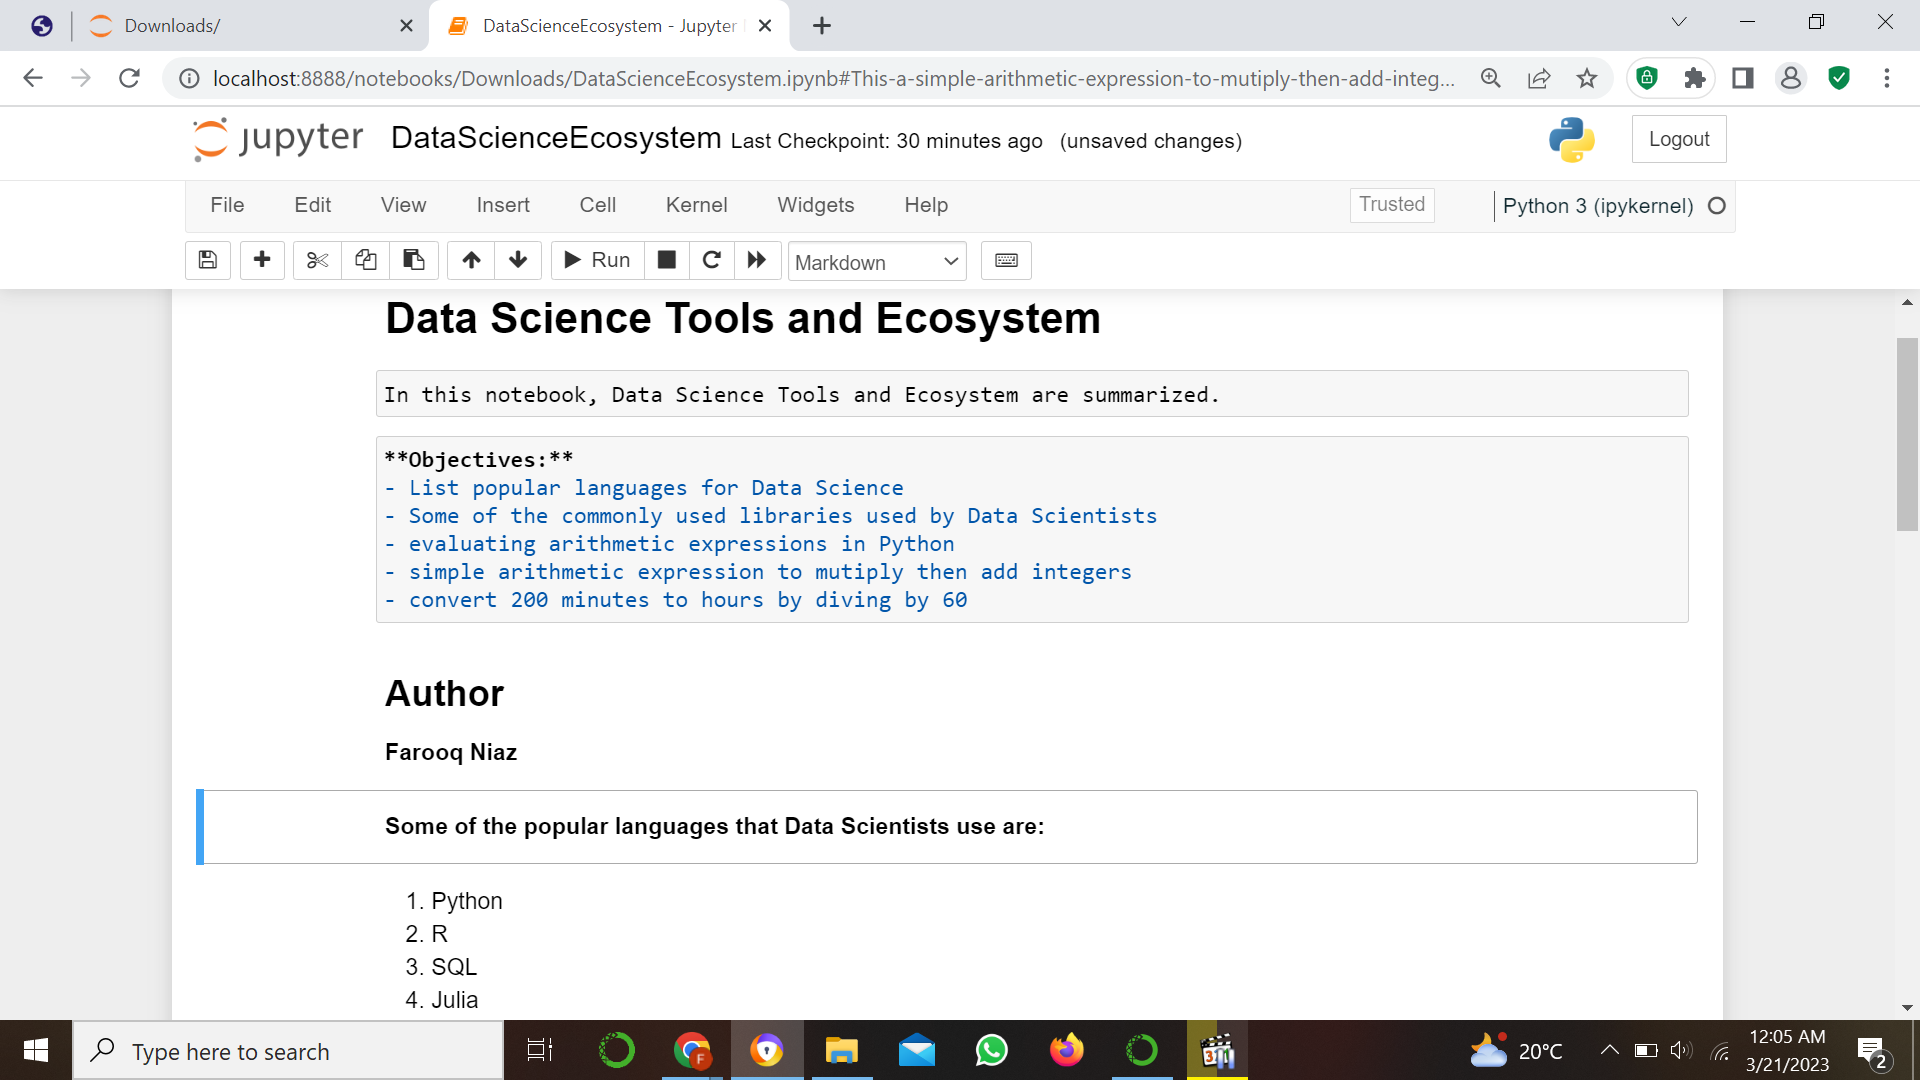 Downloads/
DataScienceEcosystem - Jupyter
localhost:8888/notebooks/Downloads/DataScienceEcosystem.ipynb#This-a-simple-arithmetic-expression-to-mutiply-then-add-integ...
jupyter DataScienceEcosystem Last Checkpoint: 30 minutes ago (unsaved changes)
Logout
File Edit View Insert Cell Kernel Widgets Help
Trusted
Python 3 (ipykernel)
Run
Markdown
Data Science Tools and Ecosystem
In this notebook, Data Science Tools and Ecosystem are summarized.
**Objectives:**
- List popular languages for Data Science
- Some of the commonly used libraries used by Data Scientists
- evaluating arithmetic expressions in Python
- simple arithmetic expression to mutiply then add integers
- convert 200 minutes to hours by diving by 60
Author
Farooq Niaz
Some of the popular languages that Data Scientists use are:
1. Python
2. R
3. SQL
4. Julia
Type here to search
F
20°C
12:05 AM
3/21/2023
2